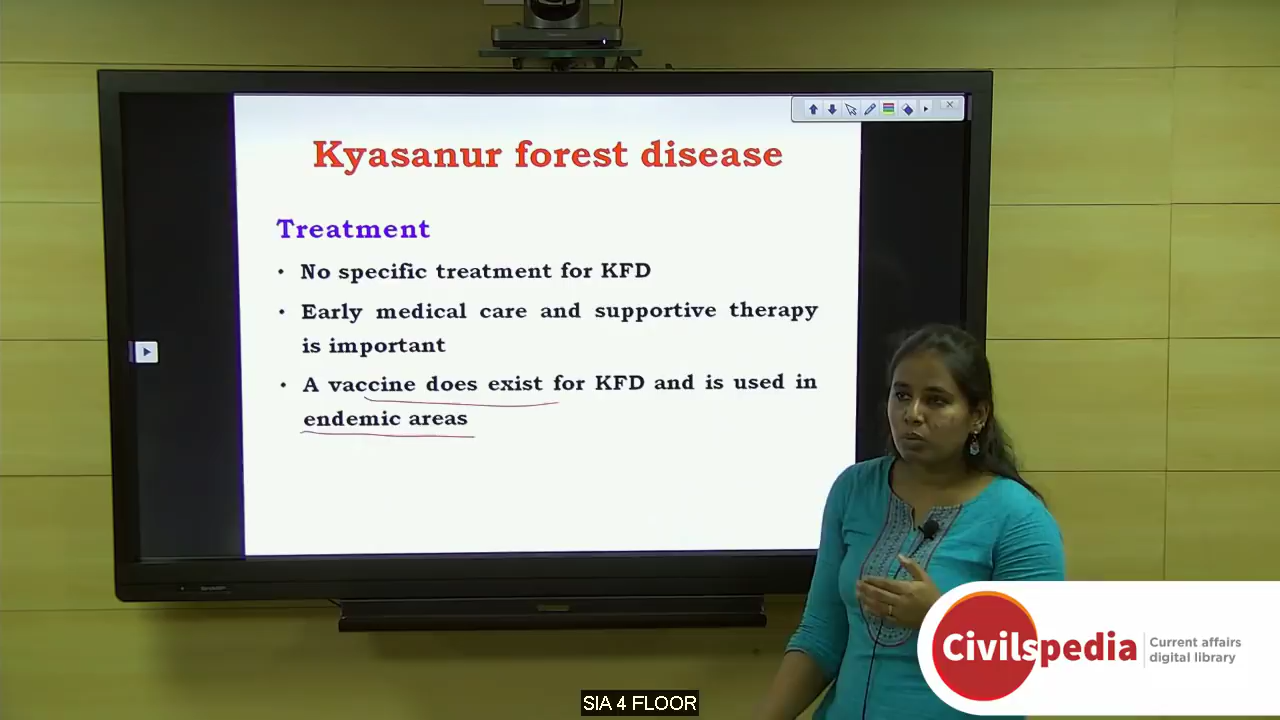 Kyasanur forest disease
Treatment
• No specific treatment for KFD
• Early medical care and supportive therapy
is important
• A vaccine does exist for KFD and is used in
endemic areas
Civilspedia
Current affairs
digital library
SIA 4 FLOOR